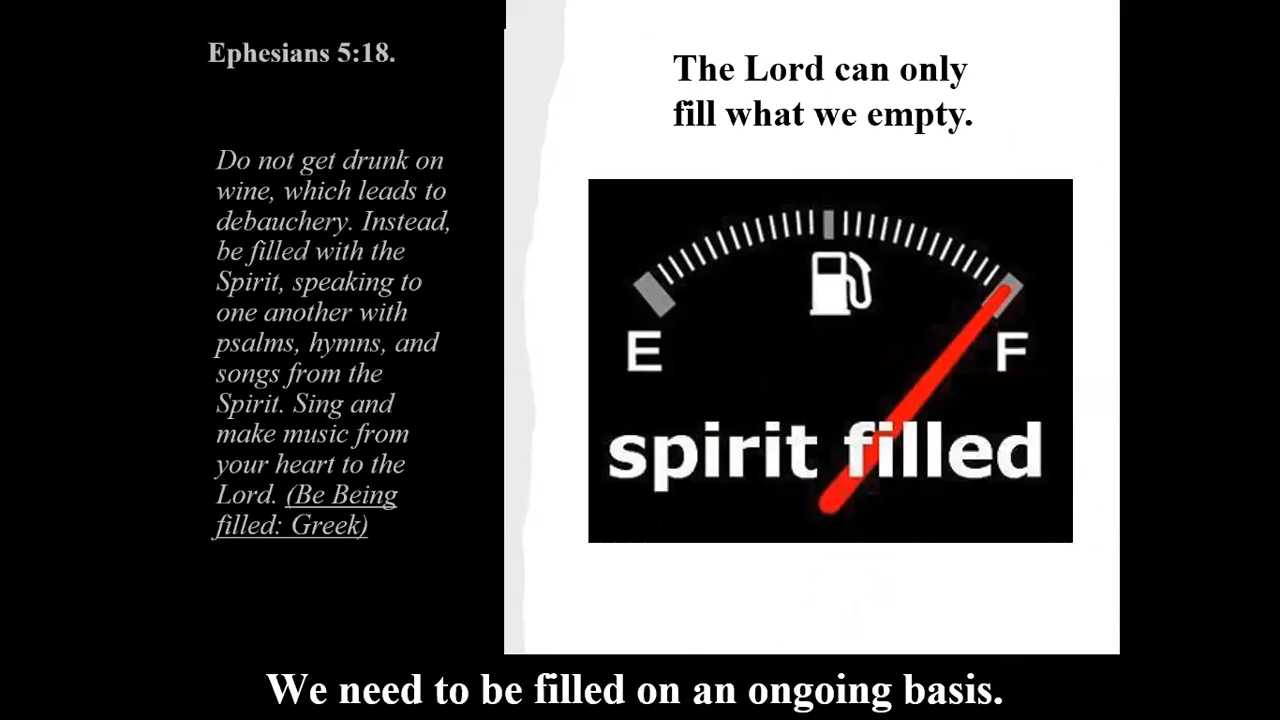 Ephesians 5:18.
Do not get drunk on
wine, which leads to
debauchery. Instead,
be filled with the
Spirit, speaking to
one another with
psalms, hymns, and
songs from the
Spirit. Sing and
make music from
your heart to the
Lord. (Be Being
filled: Greek)
The Lord can only
fill what we empty.
E
F
spirit filled
We need to be filled on an ongoing basis.